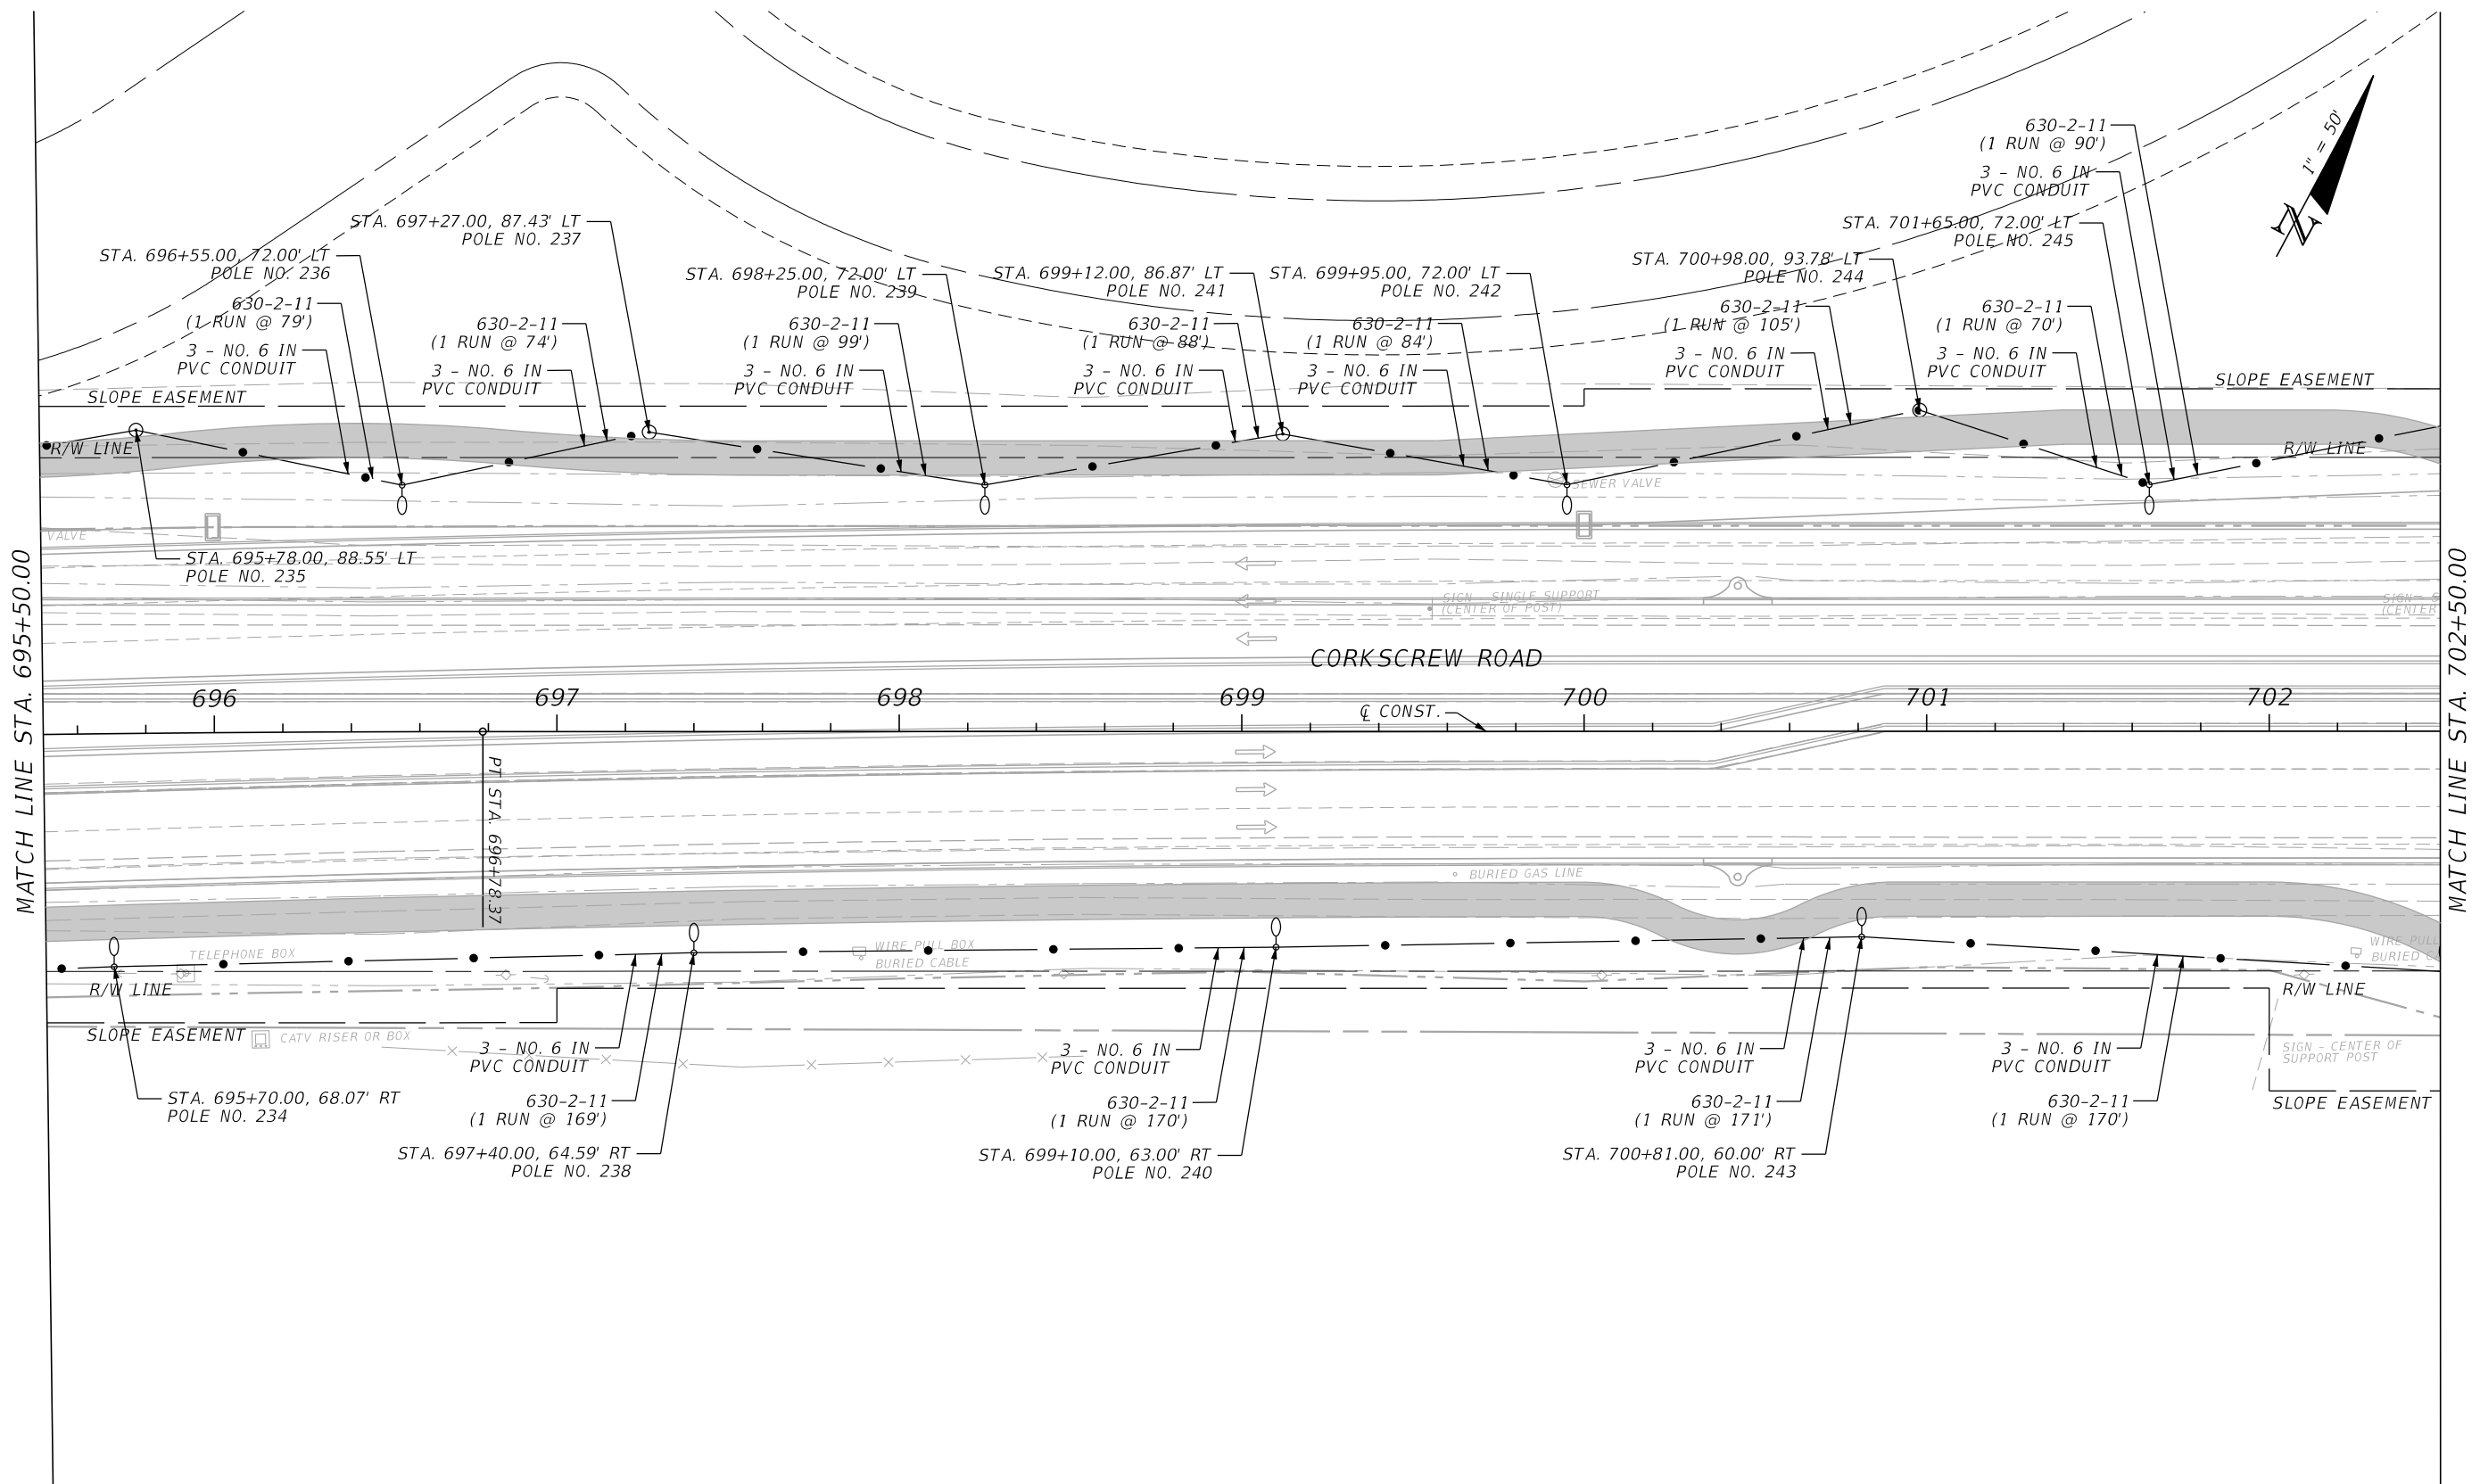 1" = 50'
N
630-2-11
(1 RUN @ 90')
3 - NO. 6 IN
PVC CONDUIT
STA. 701+65.00, 72.00' LT
POLE NO. 245
STA. 697+27.00, 87.43' LT
POLE NO. 237
STA. 696+55.00, 72.00' LT
POLE NO. 236
STA. 698+25.00, 72.00' LT
POLE NO. 239
STA. 699+12.00, 86.87' LT
POLE NO. 241
STA. 699+95.00, 72.00' LT
POLE NO. 242
STA. 700+98.00, 93.78' LT
POLE NO. 244
630-2-11
(1 RUN @ 79')
3 - NO. 6 IN
PVC CONDUIT
630-2-11
(1 RUN @ 74')
3 - NO. 6 IN
PVC CONDUIT
630-2-11
(1 RUN @ 99')
3 - NO. 6 IN
PVC CONDUIT
630-2-11
(1 RUN @ 88')
3 - NO. 6 IN
PVC CONDUIT
630-2-11
(1 RUN @ 84')
3 - NO. 6 IN
PVC CONDUIT
630-2-11
(1 RUN @ 105')
3 - NO. 6 IN
PVC CONDUIT
630-2-11
(1 RUN @ 70')
3 - NO. 6 IN
PVC CONDUIT
SLOPE EASEMENT
SLOPE EASEMENT
R/W LINE
R/W LINE
SEWER VALVE
VALVE
STA. 695+78.00, 88.55' LT
POLE NO. 235
SIGN - SINGLE SUPPORT
(CENTER OF POST)
SIGN - S
(CENTER
MATCH LINE STA. 695+50.00
MATCH LINE STA. 702+50.00
CORKSCREW ROAD
696
697
698
699
700
701
702
℄ CONST.
PT STA. 696+78.37
BURIED GAS LINE
TELEPHONE BOX
WIRE PULL BOX
BURIED CABLE
WIRE PULL
BURIED C
R/W LINE
R/W LINE
SLOPE EASEMENT
CATV RISER OR BOX
SIGN - CENTER OF
SUPPORT POST
SLOPE EASEMENT
STA. 695+70.00, 68.07' RT
POLE NO. 234
3 - NO. 6 IN
PVC CONDUIT
630-2-11
(1 RUN @ 169')
STA. 697+40.00, 64.59' RT
POLE NO. 238
3 - NO. 6 IN
PVC CONDUIT
630-2-11
(1 RUN @ 170')
STA. 699+10.00, 63.00' RT
POLE NO. 240
3 - NO. 6 IN
PVC CONDUIT
630-2-11
(1 RUN @ 171')
STA. 700+81.00, 60.00' RT
POLE NO. 243
3 - NO. 6 IN
PVC CONDUIT
630-2-11
(1 RUN @ 170')